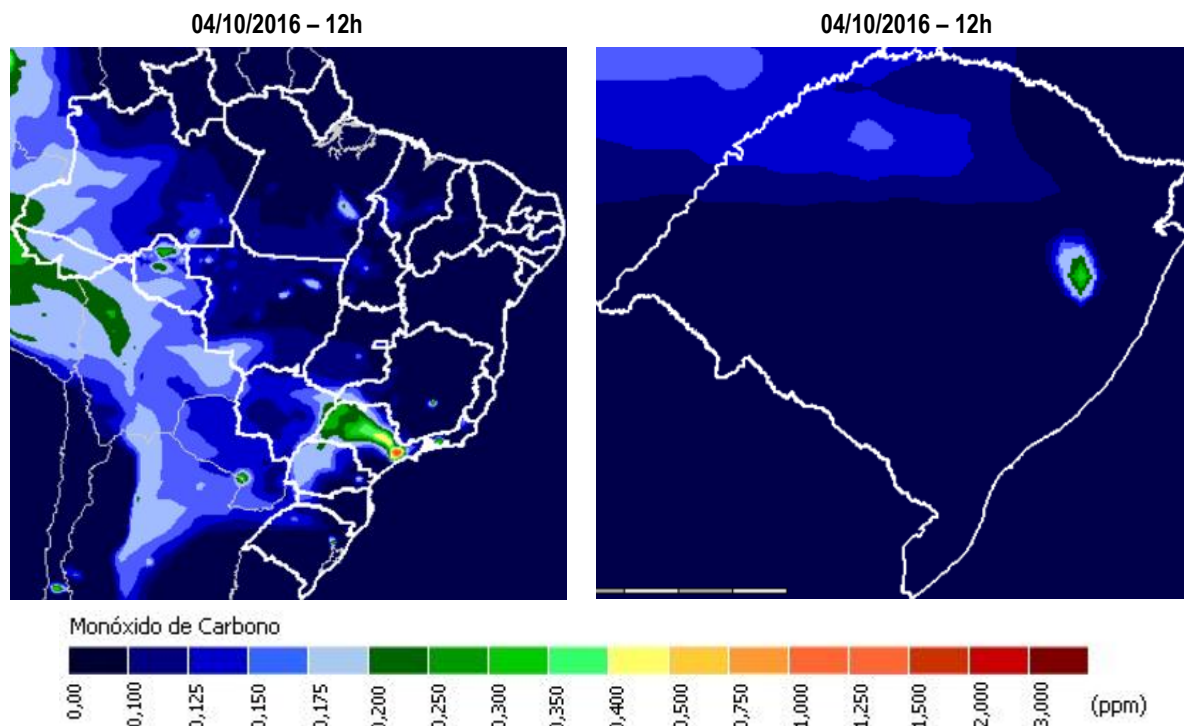 04/10/2016 – 12h
04/10/2016 – 12h
Monóxido de Carbono
0,00 0,100 0,125 0,150 0,175 0,200 0,250 0,300 0,350 0,400 0,500 0,750 1,000 1,500 2,000 3,000 (ppm)